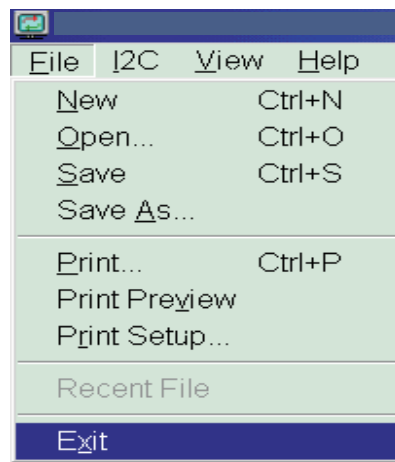 File I2C View Help
New Ctrl+N
Open... Ctrl+O
Save Ctrl+S
Save As...
Print... Ctrl+P
Print Preview
Print Setup...
Recent File
Exit